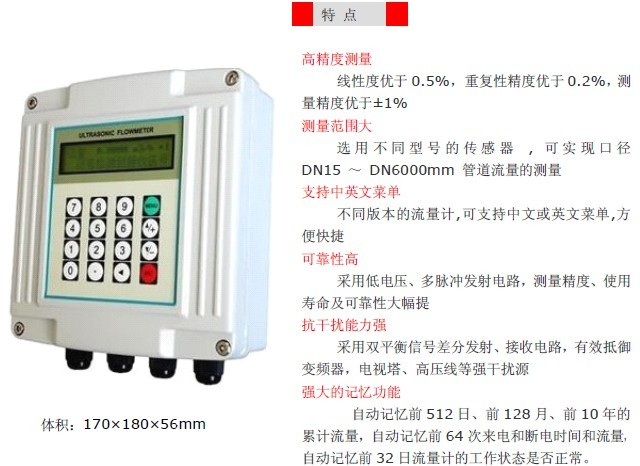 特 点
高精度测量
线性度优于0.5%，重复性精度优于0.2%，测
量精度优于±1%
测量范围大
选用不同型号的传感器 , 可实现口径
DN15 ～ DN6000mm 管道流量的测量
支持中英文菜单
不同版本的流量计,可支持中文或英文菜单,方
便快捷
可靠性高
采用低电压、多脉冲发射电路，测量精度、使用
寿命及可靠性大幅提
抗干扰能力强
采用双平衡信号差分发射、接收电路，有效抵御
变频器，电视塔、高压线等强干扰源
强大的记忆功能
自动记忆前512日、前128月、前10年的
累计流量，自动记忆前64次来电和断电时间和流量,
自动记忆前32日流量计的工作状态是否正常。
ULTRASONIC FLOWMETER
7 8 9 MENU
4 5 6 ∧/+
1 2 3 ∨/-
0 . ◄
体积：170×180×56mm